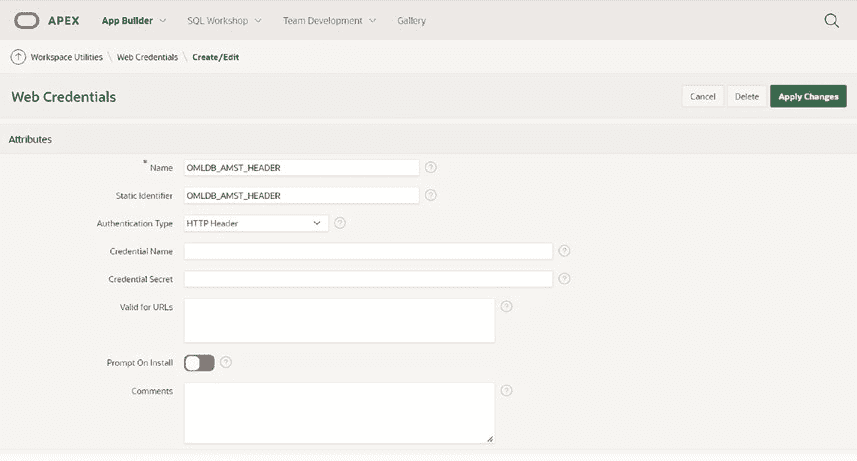 APEX App Builder SQL Workshop Team Development Gallery
Workspace Utilities \ Web Credentials \ Create/Edit
Web Credentials Cancel Delete Apply Changes
Attributes
* Name OMLDB_AMST_HEADER ?
Static Identifier OMLDB_AMST_HEADER ?
Authentication Type HTTP Header ?
Credential Name ?
Credential Secret ?
Valid for URLs ?
Prompt On Install ?
Comments ?